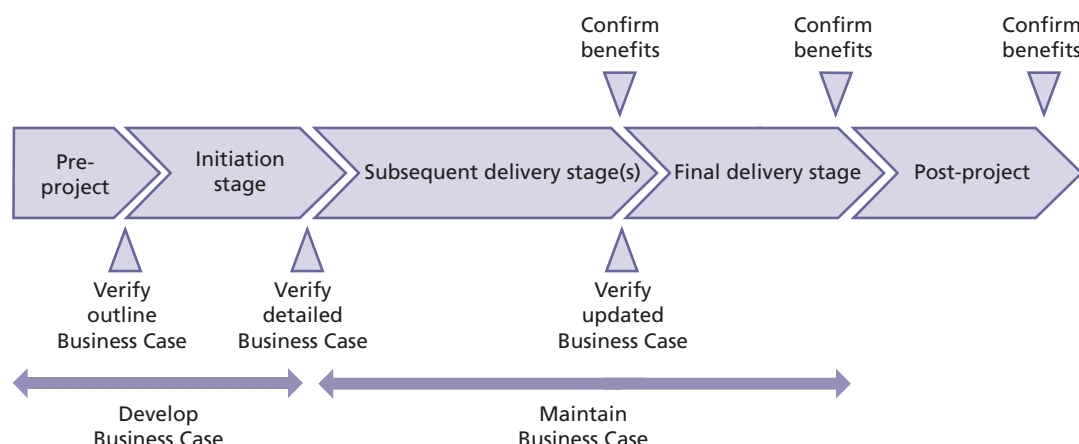 Confirm
benefits
Confirm
benefits
Confirm
benefits
Pre-
project
Initiation
stage
Subsequent delivery stage(s)
Final delivery stage
Post-project
Verify
outline
Business Case
Verify
detailed
Business Case
Verify
updated
Business Case
Develop
Business Case
Maintain
Business Case